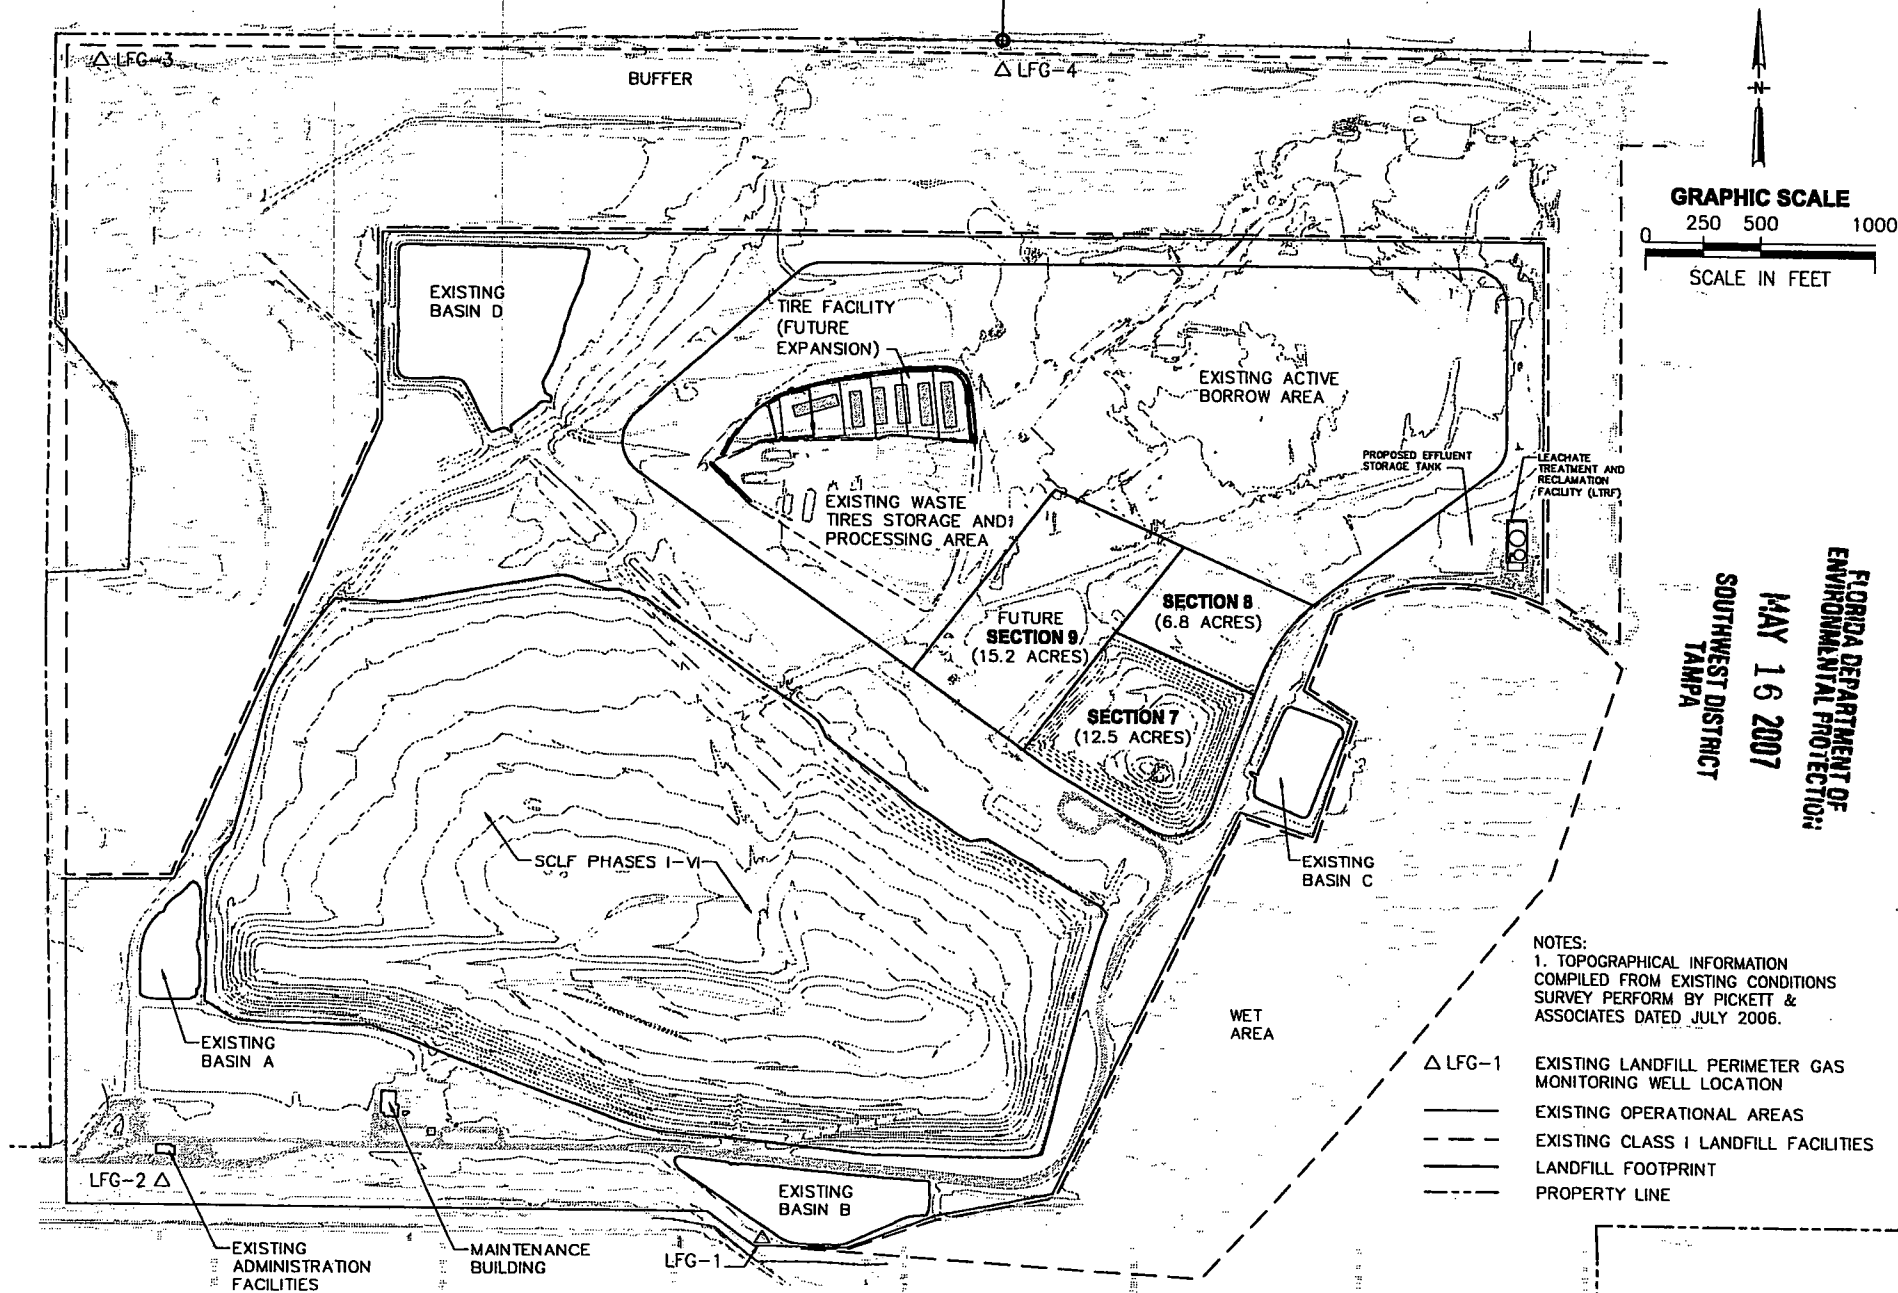 △ LFG-3
BUFFER
△ LFG-4
N
GRAPHIC SCALE
0 250 500 1000
SCALE IN FEET
EXISTING
BASIN D
TIRE FACILITY
(FUTURE
EXPANSION)
EXISTING ACTIVE
BORROW AREA
PROPOSED EFFLUENT
STORAGE TANK
LEACHATE
TREATMENT AND
RECLAMATION
FACILITY (LTRF)
EXISTING WASTE
TIRES STORAGE AND
PROCESSING AREA
FLORIDA DEPARTMENT OF
ENVIRONMENTAL PROTECTION
MAY 16 2007
SOUTHWEST DISTRICT
TAMPA
SECTION 8
(6.8 ACRES)
FUTURE
SECTION 9
(15.2 ACRES)
SECTION 7
(12.5 ACRES)
SCLF PHASES I-VI
EXISTING
BASIN C
NOTES:
1. TOPOGRAPHICAL INFORMATION
COMPILED FROM EXISTING CONDITIONS
SURVEY PERFORM BY PICKETT &
ASSOCIATES DATED JULY 2006.
WET
AREA
EXISTING
BASIN A
△ LFG-1 EXISTING LANDFILL PERIMETER GAS
MONITORING WELL LOCATION
EXISTING OPERATIONAL AREAS
EXISTING CLASS I LANDFILL FACILITIES
LANDFILL FOOTPRINT
PROPERTY LINE
LFG-2 △
EXISTING
BASIN B
EXISTING
ADMINISTRATION
FACILITIES
MAINTENANCE
BUILDING
LFG-1